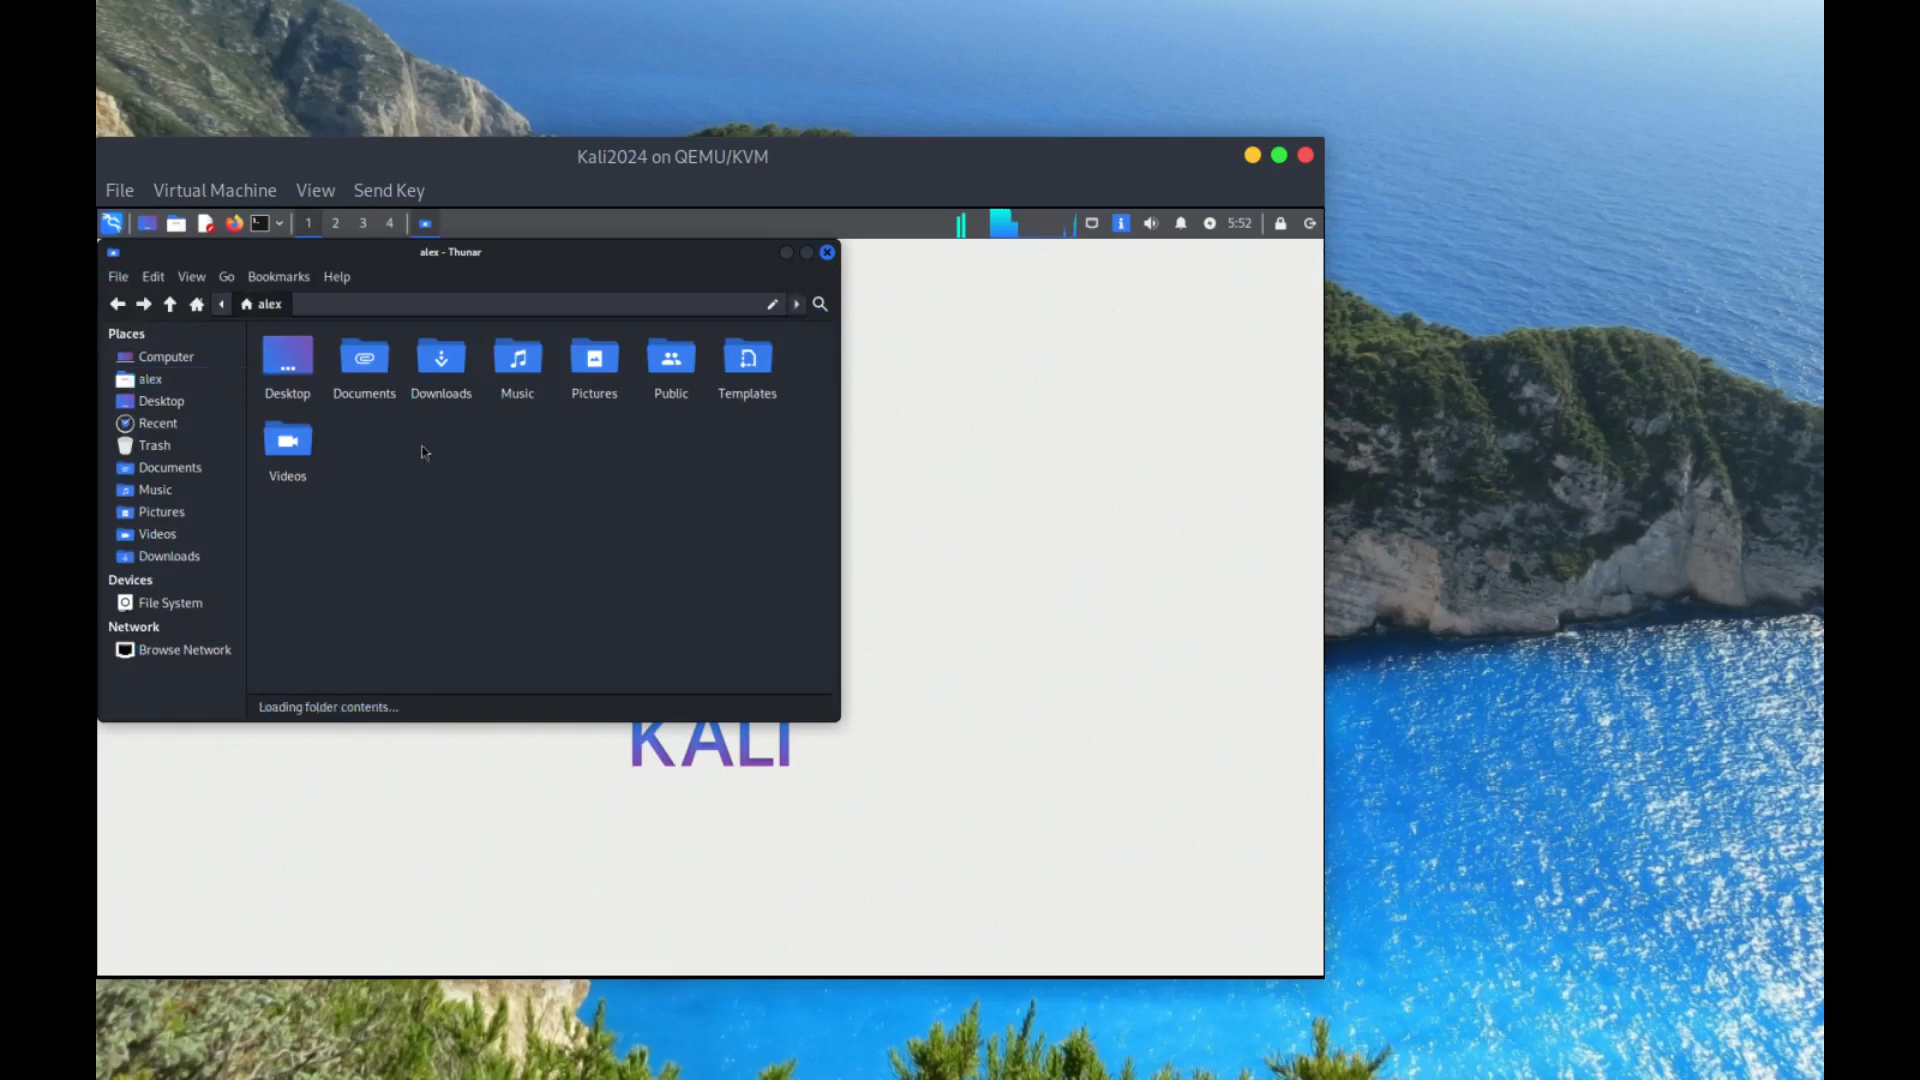 Kali2024 on QEMU/KVM
File Virtual Machine View Send Key
1 2 3 4 5:52
alex - Thunar
File Edit View Go Bookmarks Help
alex
Places
Computer
alex
Desktop
Recent
Trash
Documents
Music
Pictures
Videos
Downloads
Devices
File System
Network
Browse Network
Desktop Documents Downloads Music Pictures Public Templates
Videos
Loading folder contents...
KALI